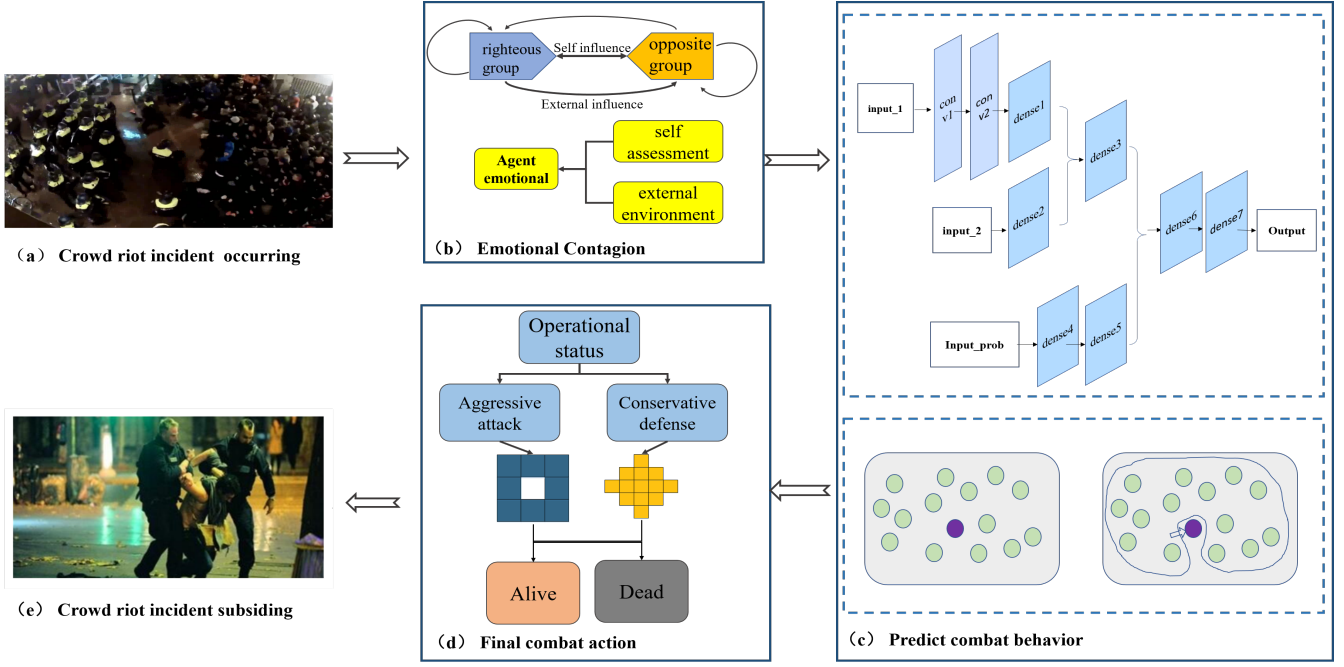 righteous
group
Self influence
opposite
group
External influence
self
assessment
Agent
emotional
external
environment
(b) Emotional Contagion
(a) Crowd riot incident occurring
input_1
con
v1
con
v2
dense1
dense3
input_2
dense2
dense6
dense7
Output
Input_prob
dense4
dense5
(c) Predict combat behavior
Operational
status
Aggressive
attack
Conservative
defense
Alive
Dead
(d) Final combat action
(e) Crowd riot incident subsiding